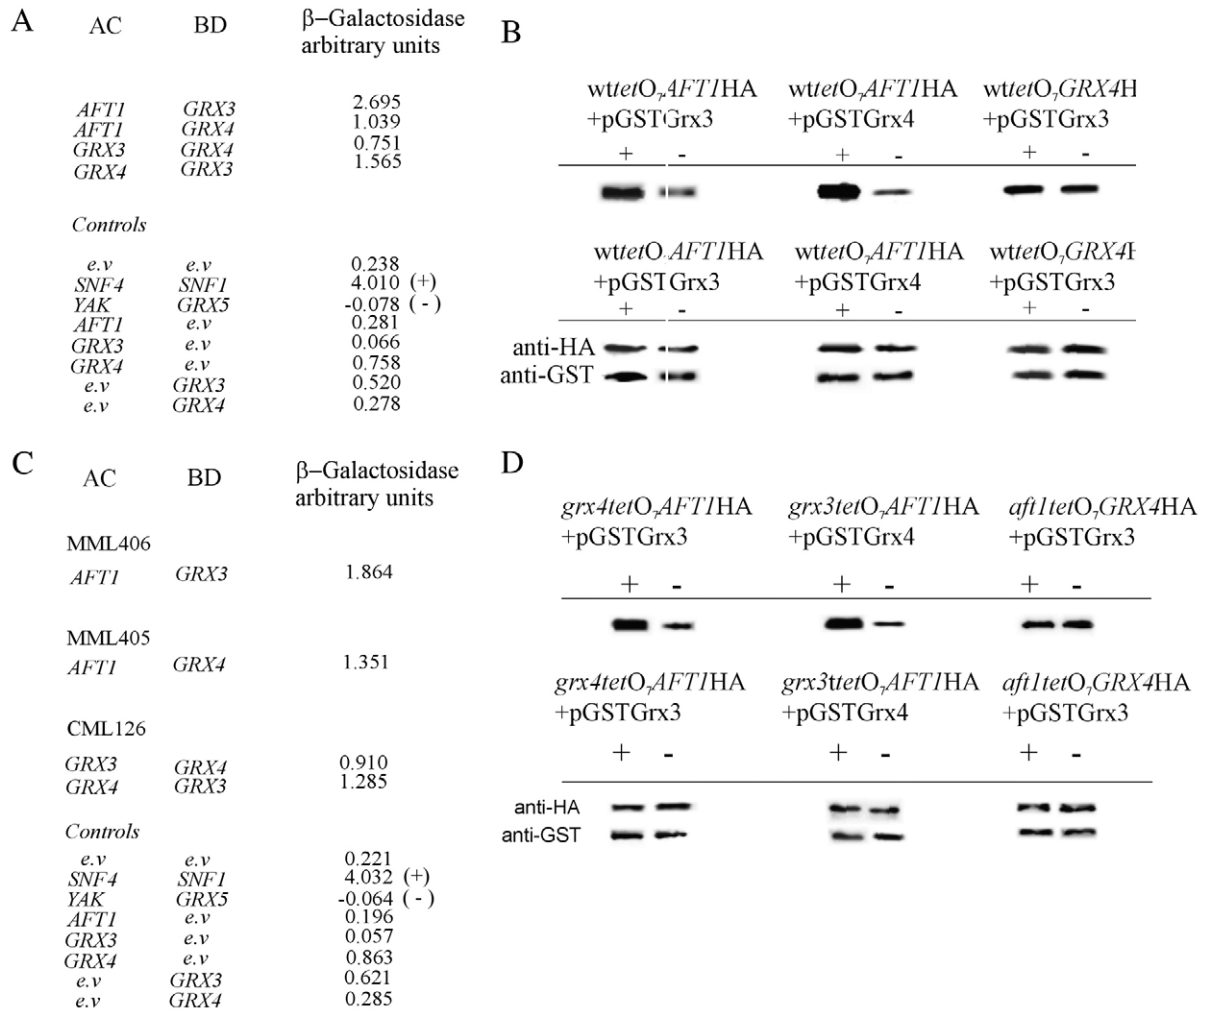 A
AC BD β–Galactosidase
arbitrary units
AFT1 GRX3 2.695
AFT1 GRX4 1.039
GRX3 GRX4 0.751
GRX4 GRX3 1.565
Controls
e.v e.v 0.238
SNF4 SNF1 4.010 (+)
YAK GRX5 -0.078 ( - )
AFT1 e.v 0.281
GRX3 e.v 0.066
GRX4 e.v 0.758
e.v GRX3 0.520
e.v GRX4 0.278
B
wttetO7AFT1HA wttetO7AFT1HA wttetO7GRX4H
+pGSTGrx3 +pGSTGrx4 +pGSTGrx3
+ - + - + -
wttetO7AFT1HA wttetO7AFT1HA wttetO7GRX4H
+pGSTGrx3 +pGSTGrx4 +pGSTGrx3
+ - + - + -
anti-HA
anti-GST
C
AC BD β–Galactosidase
arbitrary units
MML406
AFT1 GRX3 1.864
MML405
AFT1 GRX4 1.351
CML126
GRX3 GRX4 0.910
GRX4 GRX3 1.285
Controls
e.v e.v 0.221
SNF4 SNF1 4.032 (+)
YAK GRX5 -0.064 ( - )
AFT1 e.v 0.196
GRX3 e.v 0.057
GRX4 e.v 0.863
e.v GRX3 0.621
e.v GRX4 0.285
D
grx4tetO7AFT1HA grx3tetO7AFT1HA aft1tetO7GRX4HA
+pGSTGrx3 +pGSTGrx4 +pGSTGrx3
+ - + - + -
grx4tetO7AFT1HA grx3ttetO7AFT1HA aft1tetO7GRX4HA
+pGSTGrx3 +pGSTGrx4 +pGSTGrx3
+ - + - + -
anti-HA
anti-GST